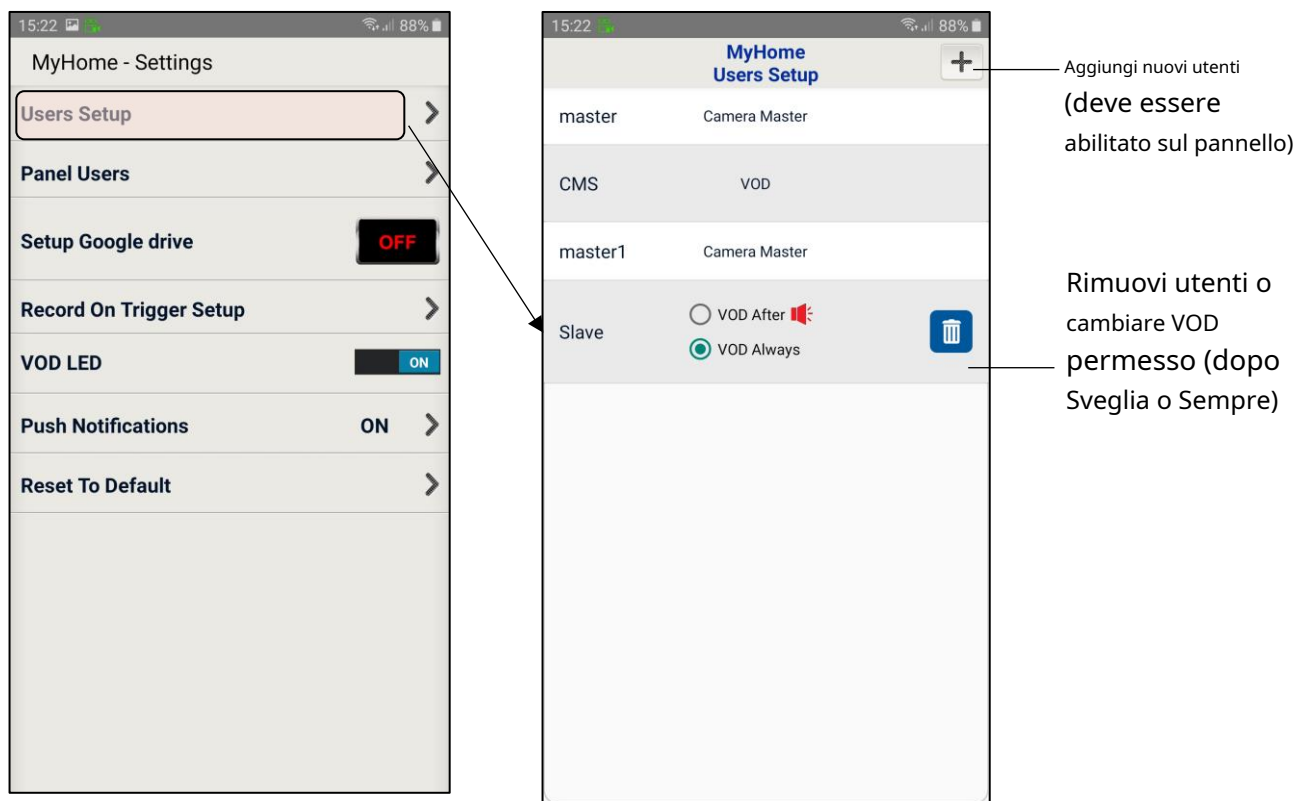 15:22
88%
MyHome - Settings
Users Setup
Panel Users
Setup Google drive
OFF
Record On Trigger Setup
VOD LED
ON
Push Notifications
ON
Reset To Default
15:22
88%
MyHome
Users Setup
master
Camera Master
CMS
VOD
master1
Camera Master
Slave
VOD After
VOD Always
Aggiungi nuovi utenti
(deve essere
abilitato sul pannello)
Rimuovi utenti o
cambiare VOD
permesso (dopo
Sveglia o Sempre)